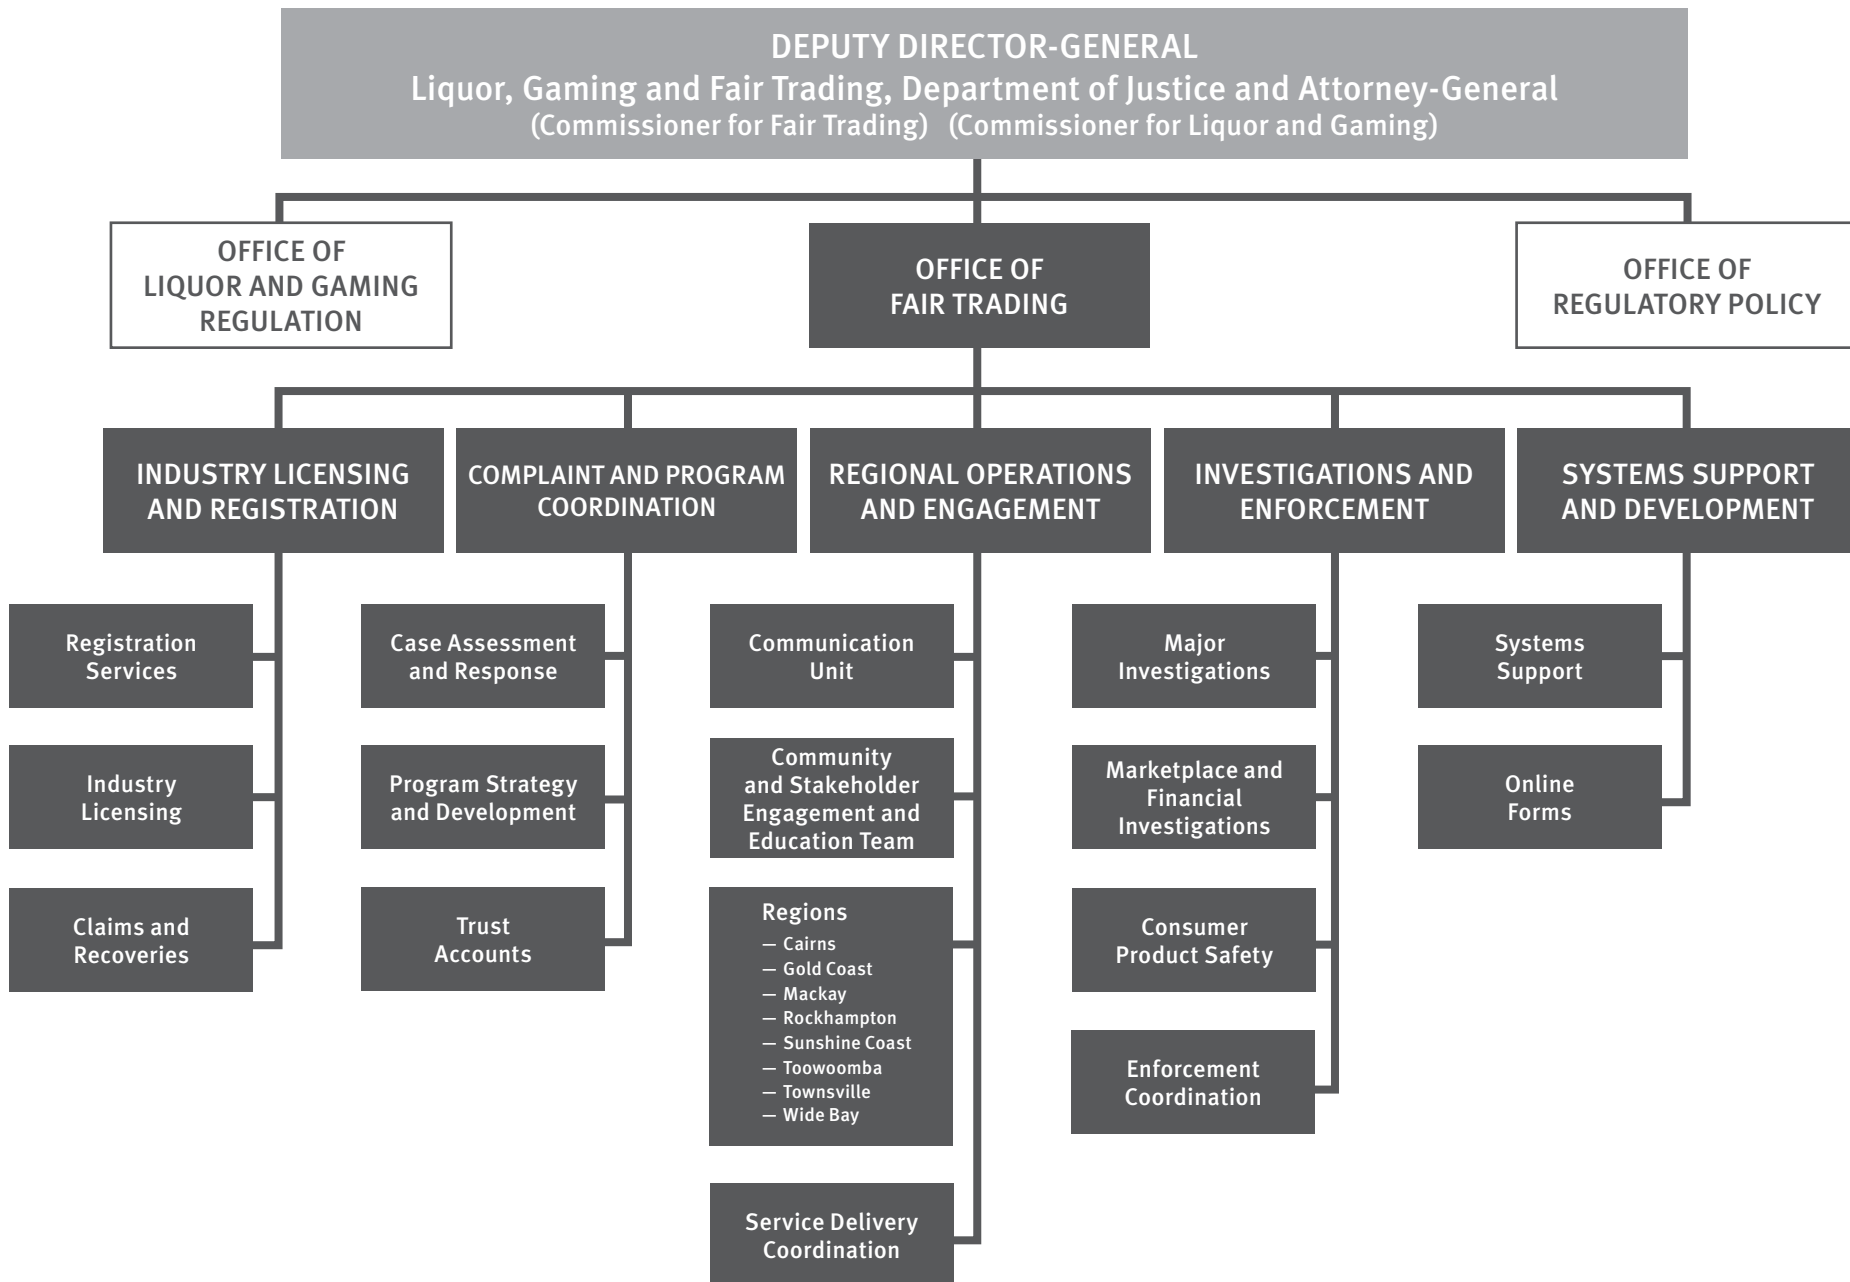 DEPUTY DIRECTOR-GENERAL
Liquor, Gaming and Fair Trading, Department of Justice and Attorney-General
(Commissioner for Fair Trading) (Commissioner for Liquor and Gaming)
OFFICE OF
LIQUOR AND GAMING
REGULATION
OFFICE OF
FAIR TRADING
OFFICE OF
REGULATORY POLICY
INDUSTRY LICENSING
AND REGISTRATION
COMPLAINT AND PROGRAM
COORDINATION
REGIONAL OPERATIONS
AND ENGAGEMENT
INVESTIGATIONS AND
ENFORCEMENT
SYSTEMS SUPPORT
AND DEVELOPMENT
Registration
Services
Industry
Licensing
Claims and
Recoveries
Case Assessment
and Response
Program Strategy
and Development
Trust
Accounts
Communication
Unit
Community
and Stakeholder
Engagement and
Education Team
Regions
— Cairns
— Gold Coast
— Mackay
— Rockhampton
— Sunshine Coast
— Toowoomba
— Townsville
— Wide Bay
Service Delivery
Coordination
Major
Investigations
Marketplace and
Financial
Investigations
Consumer
Product Safety
Enforcement
Coordination
Systems
Support
Online
Forms